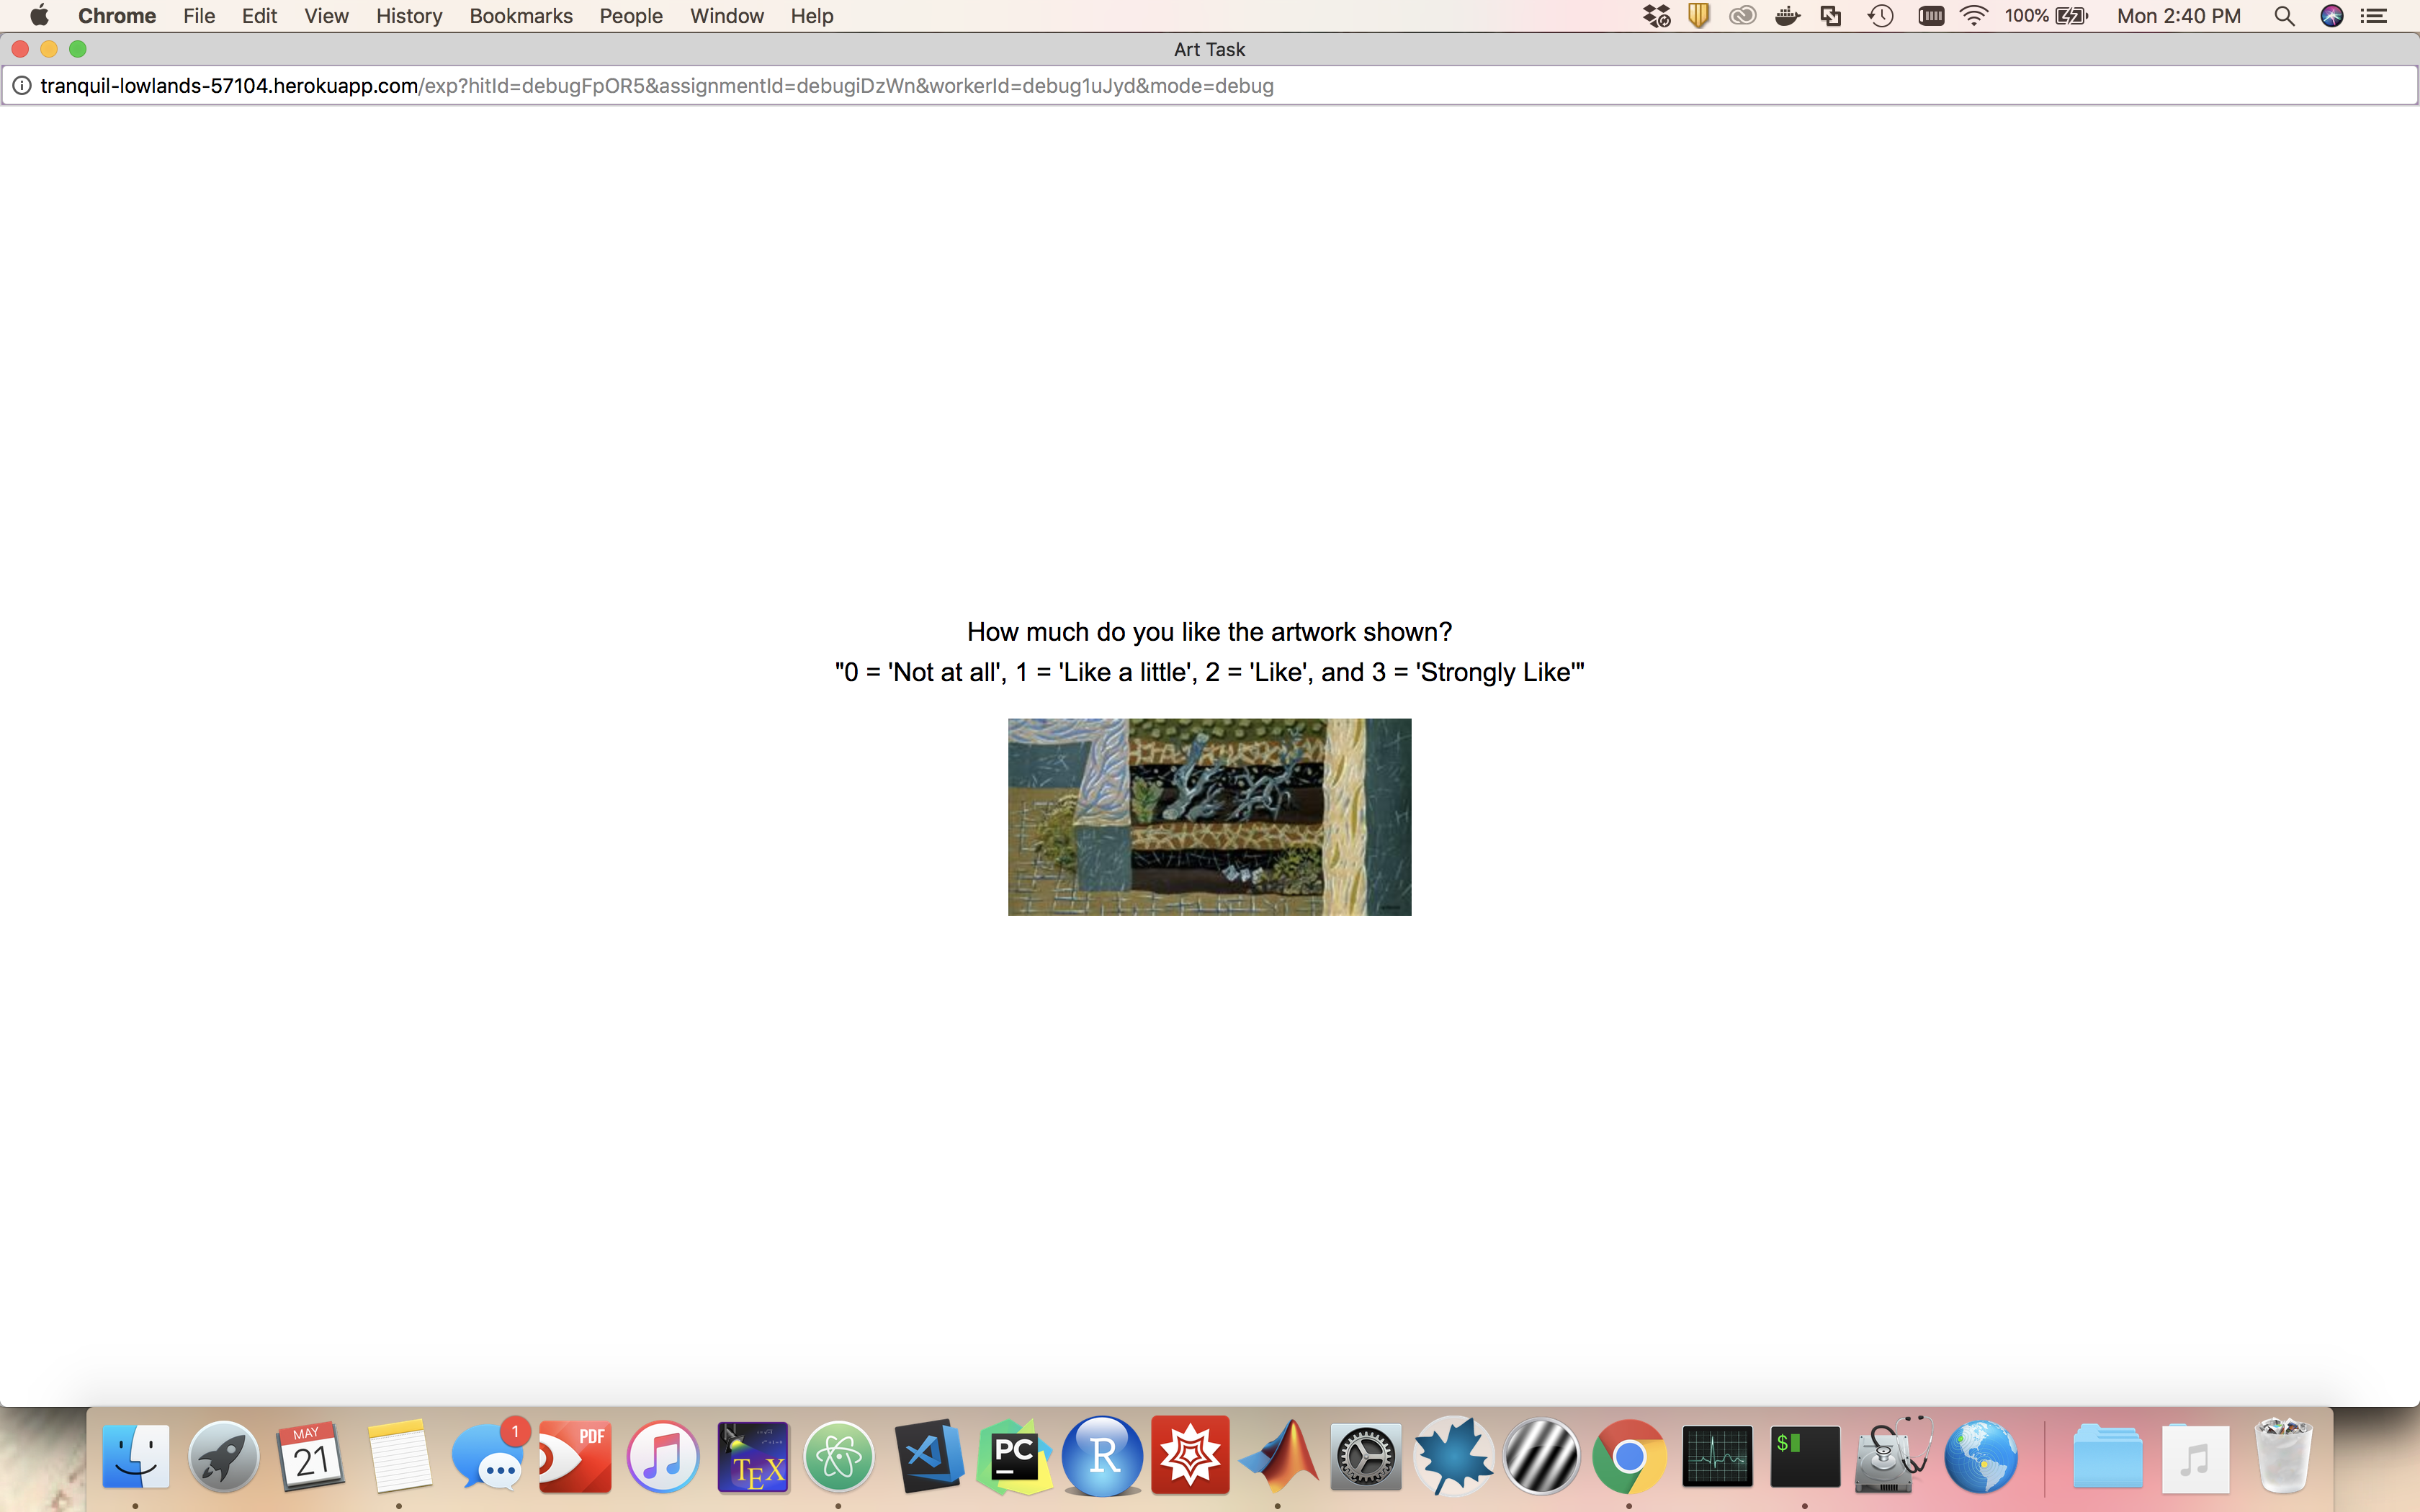 Chrome File Edit View History Bookmarks People Window Help 100% Mon 2:40 PM
Art Task
tranquil-lowlands-57104.herokuapp.com/exp?hitId=debugFpOR5&assignmentId=debugiDzWn&workerId=debug1uJyd&mode=debug
How much do you like the artwork shown?
"0 = 'Not at all', 1 = 'Like a little', 2 = 'Like', and 3 = 'Strongly Like'"
MAY
21
1
PDF
TEX
PC
R
$